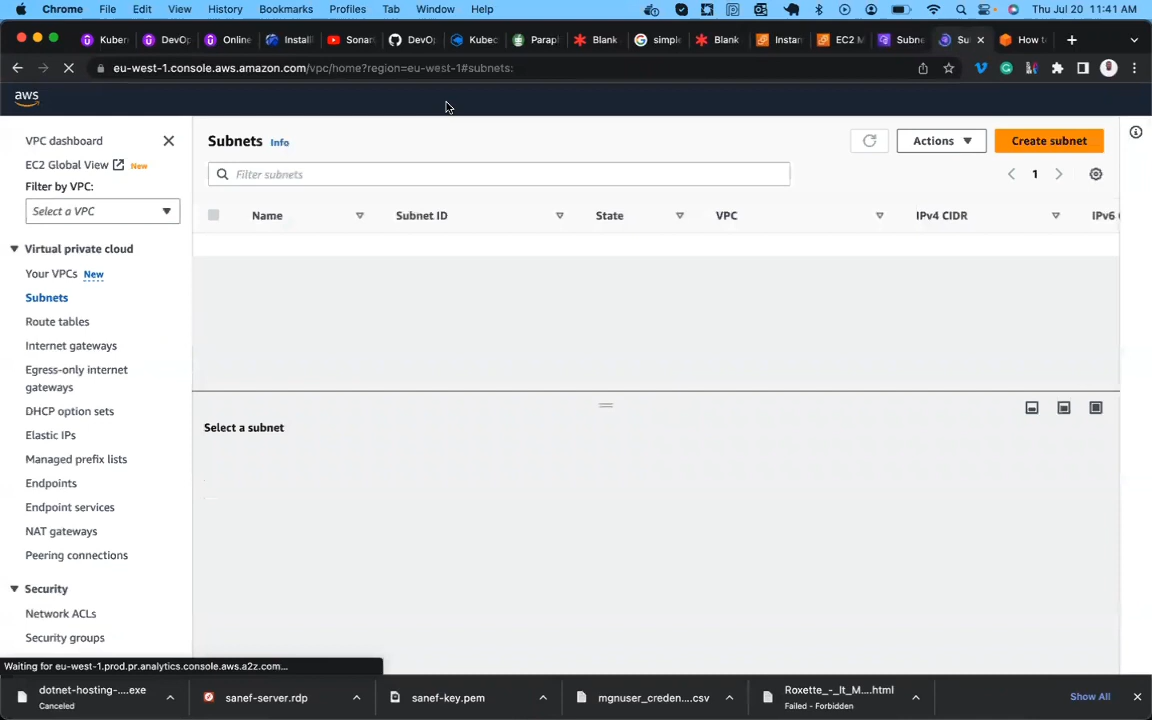 Chrome File Edit View History Bookmarks Profiles Tab Window Help Thu Jul 20 11:41 AM
Kuber DevOp Online Install Sonar DevOp Kubec Parap Blank simple Blank Instan EC2 M Subne Su How to
eu-west-1.console.aws.amazon.com/vpc/home?region=eu-west-1#subnets:
aws
VPC dashboard
EC2 Global View New
Filter by VPC:
Select a VPC
Virtual private cloud
Your VPCs New
Subnets
Route tables
Internet gateways
Egress-only internet
gateways
DHCP option sets
Elastic IPs
Managed prefix lists
Endpoints
Endpoint services
NAT gateways
Peering connections
Security
Network ACLs
Security groups
Subnets Info
Actions
Create subnet
Filter subnets
1
Name Subnet ID State VPC IPv4 CIDR IPv6
Select a subnet
Waiting for eu-west-1.prod.pr.analytics.console.aws.a2z.com...
dotnet-hosting-....exe
Canceled
sanef-server.rdp
sanef-key.pem
mgnuser_creden....csv
Roxette_-_It_M....html
Failed - Forbidden
Show All